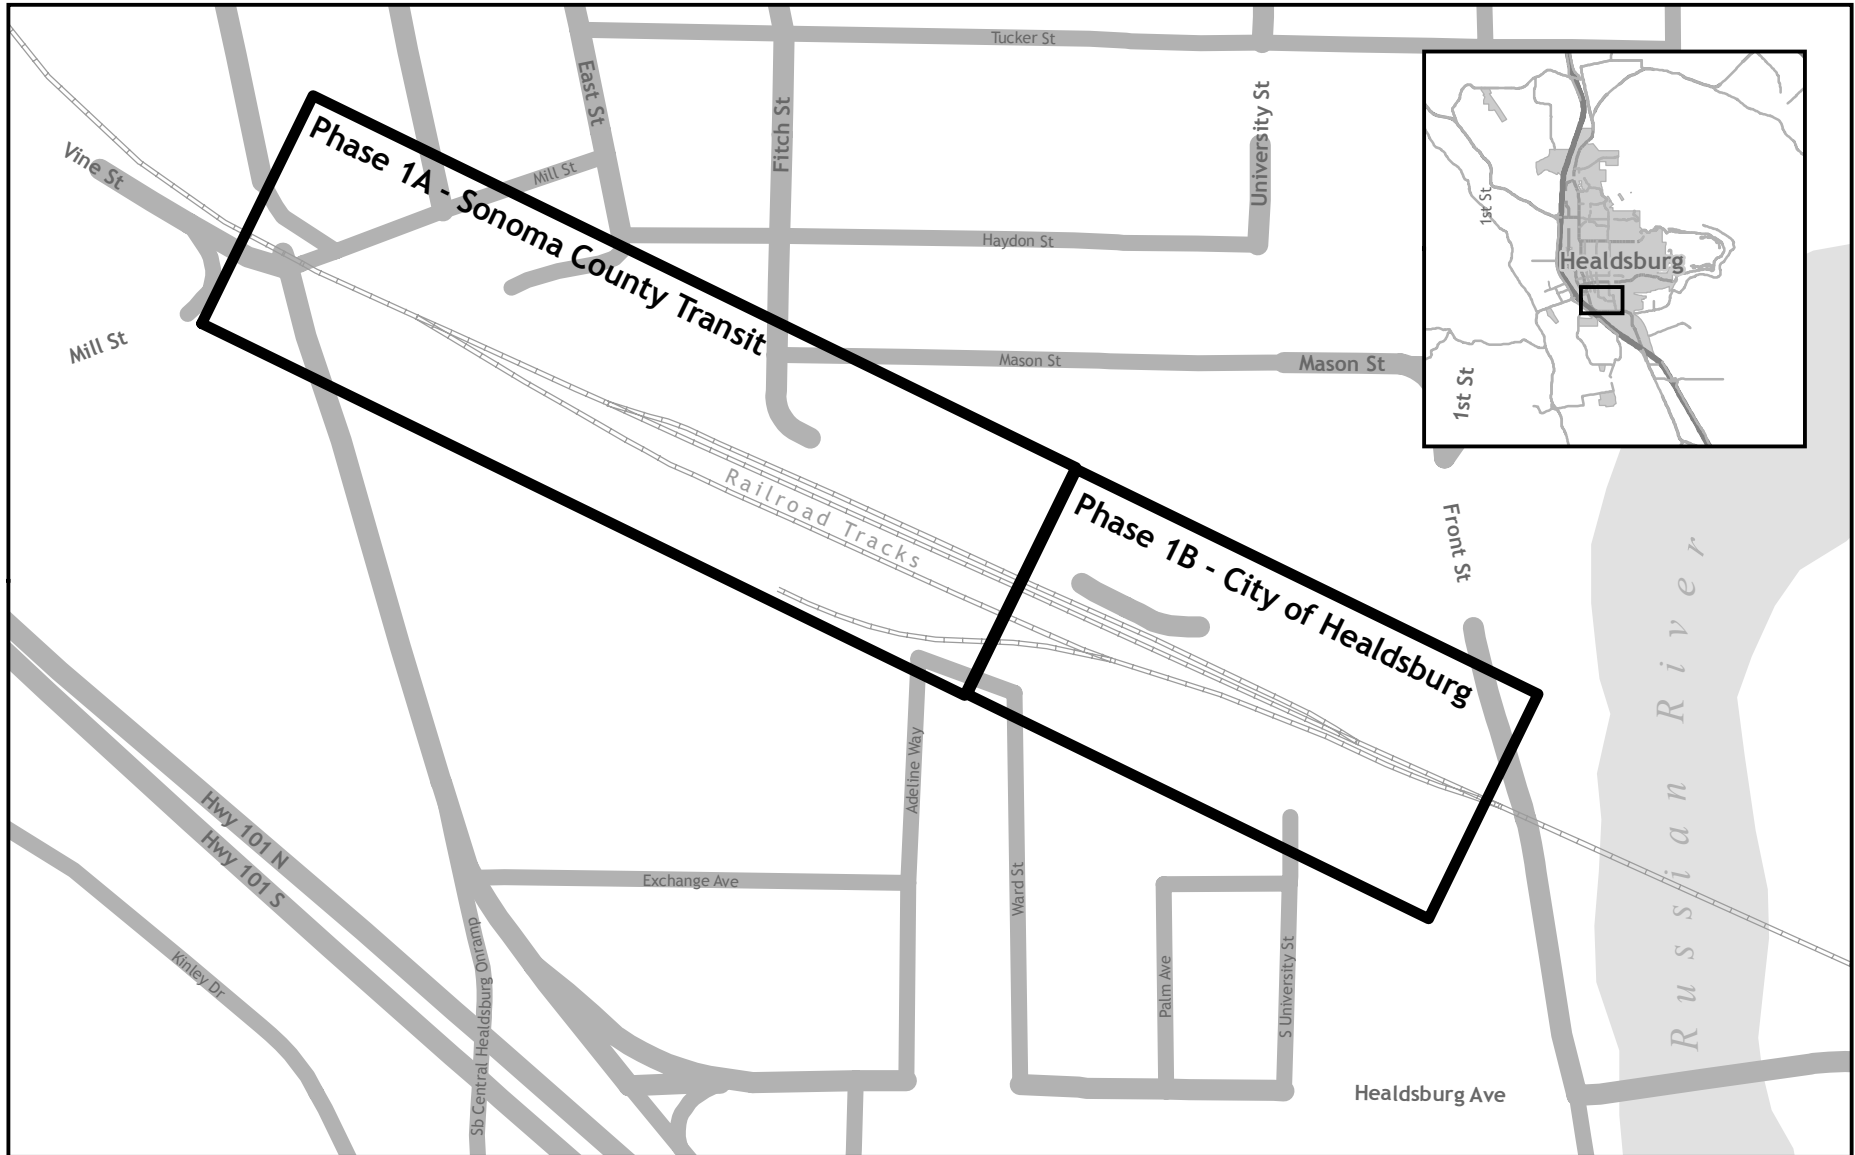 Tucker St
East St
Fitch St
University St
Vine St
Mill St
Phase 1A - Sonoma County Transit
Haydon St
Mill St
Mason St
Mason St
1st St
1st St
Healdsburg
Railroad Tracks
Phase 1B - City of Healdsburg
Front St
Russian River
Adeline Way
Hwy 101 N
Hwy 101 S
Exchange Ave
Ward St
Kinley Dr
Sb Central Healdsburg Onramp
Palm Ave
S University St
Healdsburg Ave